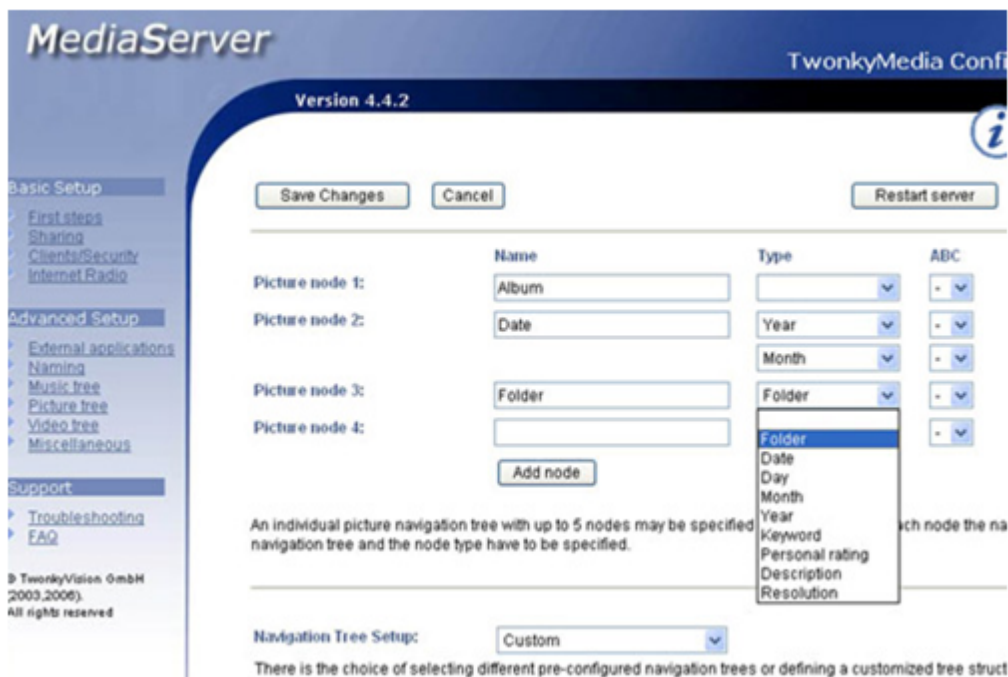 MediaServer
TwonkyMedia Confi
Version 4.4.2
i
Basic Setup
First steps
Sharing
Clients/Security
Internet Radio
Advanced Setup
External applications
Naming
Music tree
Picture tree
Video tree
Miscellaneous
Support
Troubleshooting
FAQ
© TwonkyVision GmbH
(2003,2006).
All rights reserved
Save Changes Cancel Restart server
Name Type ABC
Picture node 1: Album -
Picture node 2: Date Year -
Month -
Picture node 3: Folder Folder -
Picture node 4: -
Folder
Date
Day
Month
Year
Keyword
Personal rating
Description
Resolution
Add node
An individual picture navigation tree with up to 5 nodes may be specified ach node the na
navigation tree and the node type have to be specified.
Navigation Tree Setup: Custom
There is the choice of selecting different pre-configured navigation trees or defining a customized tree struct